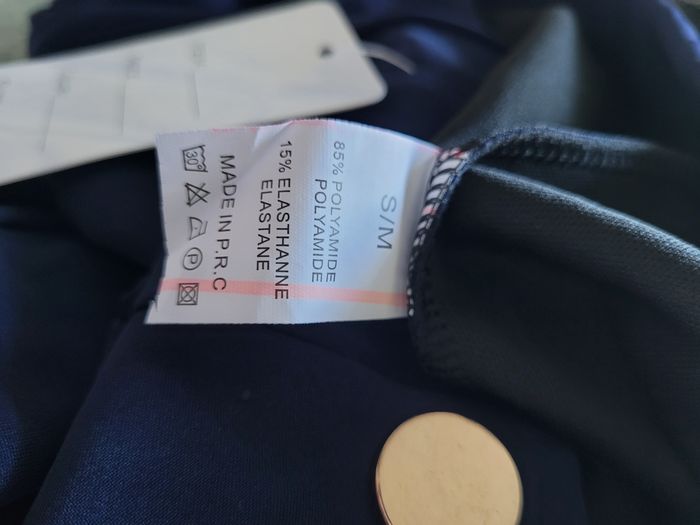 S/M
85% POLYAMIDE
POLYAMIDE
15% ELASTHANNE
ELASTANE
MADE IN P.R.C
30°
P